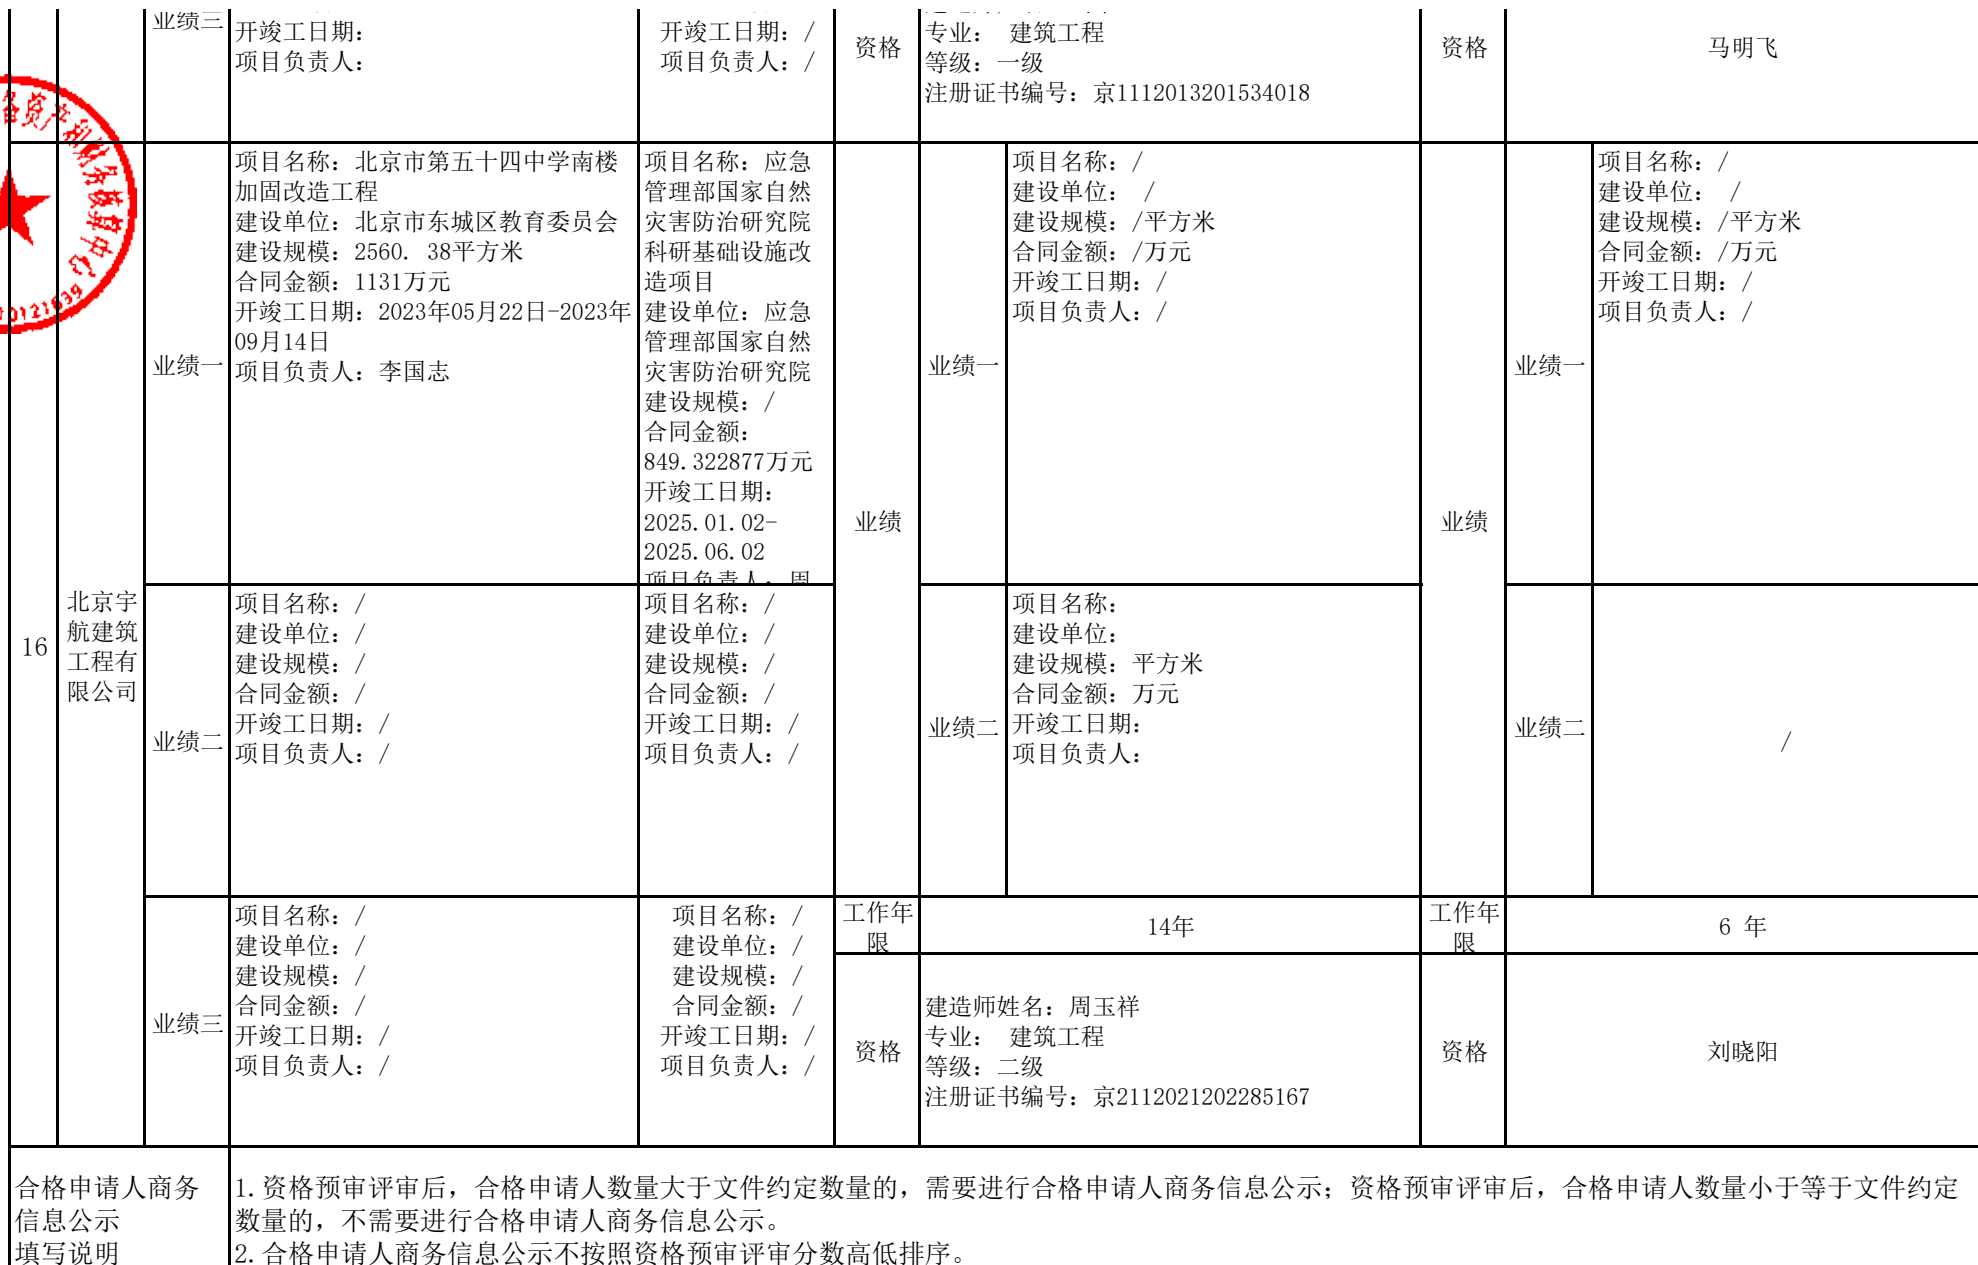 业绩三
开竣工日期：
项目负责人：
开竣工日期：/
项目负责人：/
资格
专业： 建筑工程
等级：一级
注册证书编号：京1112013201534018
资格
马明飞
16
北京宇
航建筑
工程有
限公司
业绩一
项目名称：北京市第五十四中学南楼
加固改造工程
建设单位：北京市东城区教育委员会
建设规模：2560. 38平方米
合同金额：1131万元
开竣工日期：2023年05月22日-2023年
09月14日
项目负责人：李国志
项目名称：应急
管理部国家自然
灾害防治研究院
科研基础设施改
造项目
建设单位：应急
管理部国家自然
灾害防治研究院
建设规模：/
合同金额：
849.322877万元
开竣工日期：
2025.01.02-
2025.06.02
项目负责人：周
业绩
业绩一
项目名称：/
建设单位： /
建设规模：/平方米
合同金额：/万元
开竣工日期：/
项目负责人：/
业绩
业绩一
项目名称：/
建设单位： /
建设规模：/平方米
合同金额：/万元
开竣工日期：/
项目负责人：/
业绩二
项目名称：/
建设单位：/
建设规模：/
合同金额：/
开竣工日期：/
项目负责人：/
项目名称：/
建设单位：/
建设规模：/
合同金额：/
开竣工日期：/
项目负责人：/
业绩二
项目名称：
建设单位：
建设规模：平方米
合同金额：万元
开竣工日期：
项目负责人：
业绩二
/
业绩三
项目名称：/
建设单位：/
建设规模：/
合同金额：/
开竣工日期：/
项目负责人：/
项目名称：/
建设单位：/
建设规模：/
合同金额：/
开竣工日期：/
项目负责人：/
工作年
限
14年
工作年
限
6 年
资格
建造师姓名：周玉祥
专业： 建筑工程
等级：二级
注册证书编号：京2112021202285167
资格
刘晓阳
合格申请人商务
信息公示
填写说明
1.资格预审评审后，合格申请人数量大于文件约定数量的，需要进行合格申请人商务信息公示；资格预审评审后，合格申请人数量小于等于文件约定
数量的，不需要进行合格申请人商务信息公示。
2.合格申请人商务信息公示不按照资格预审评审分数高低排序。